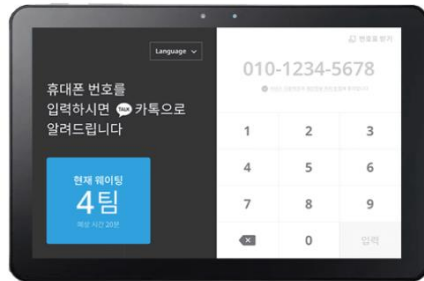 Language
휴대폰 번호를
입력하시면 TALK 카톡으로
알려드립니다
현재 웨이팅
4팀
예상 시간 20분
번호표 받기
010-1234-5678
1 2 3
4 5 6
7 8 9
0 입력